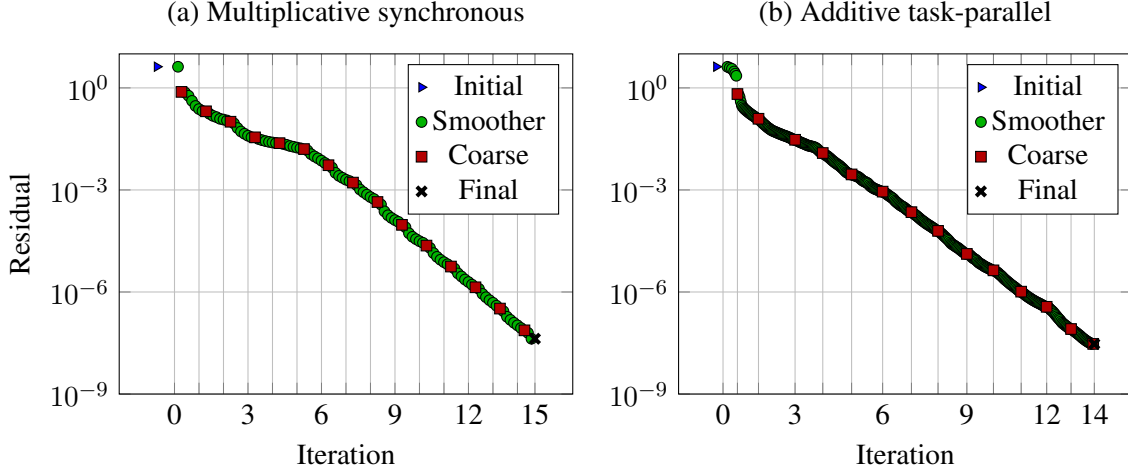 (a) Multiplicative synchronous
(b) Additive task-parallel
Residual
10^0
10^−3
10^−6
10^−9
0 3 6 9 12 15
Iteration
Initial
Smoother
Coarse
Final
10^0
10^−3
10^−6
10^−9
0 3 6 9 12 14
Iteration
Initial
Smoother
Coarse
Final